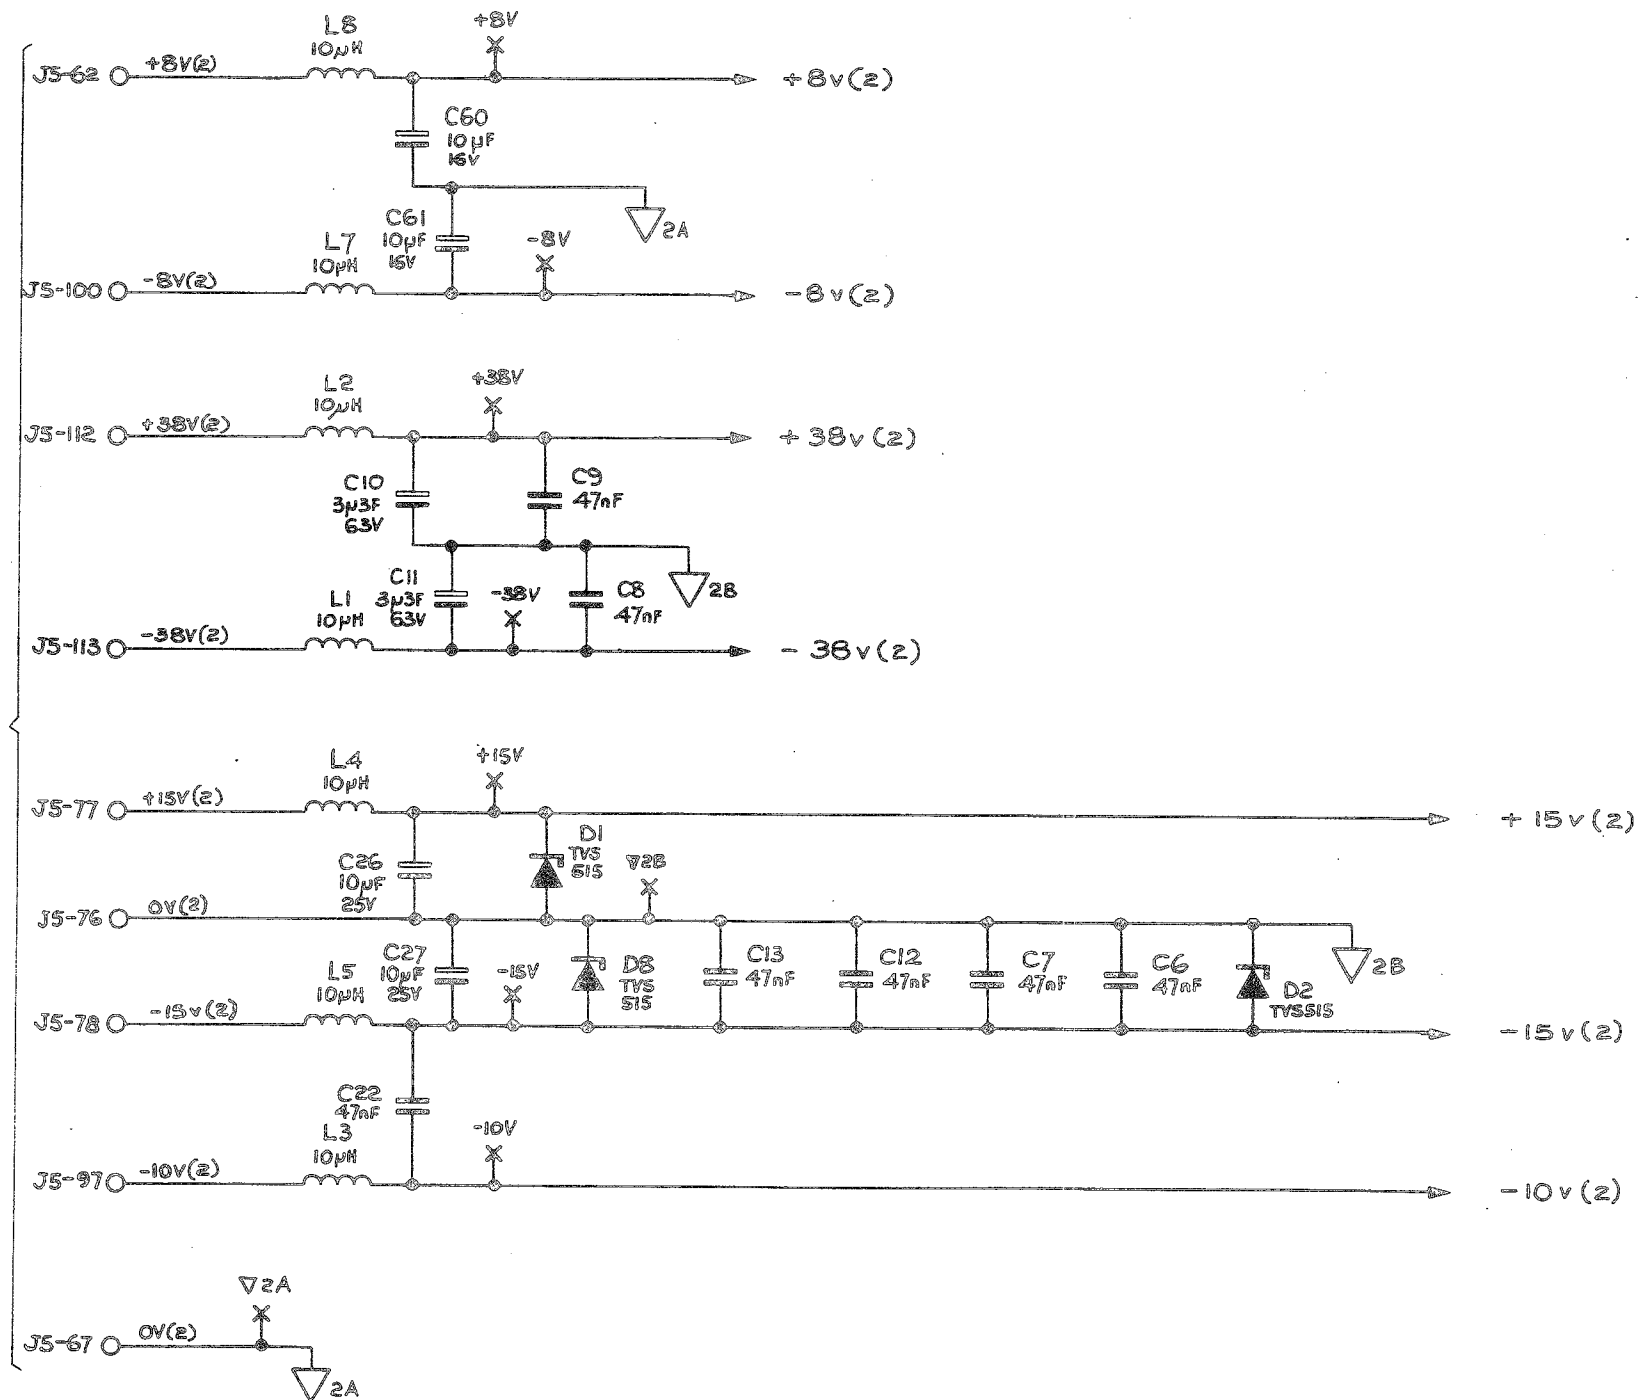 L8
10µH
+8V
J5-62
+8V(2)
+8v(2)
C60
10µF
16V
2A
C61
10µF
16V
-8V
L7
10µH
J5-100
-8V(2)
-8v(2)
L2
10µH
+38V
J5-112
+38V(2)
+38v(2)
C10
3µ3F
63V
C9
47nF
2B
C11
3µ3F
63V
-38V
C8
47nF
L1
10µH
J5-113
-38V(2)
-38v(2)
L4
10µH
+15V
J5-77
+15V(2)
+15v(2)
C26
10µF
25V
D1
TVS
515
▽2B
J5-76
0V(2)
2B
C27
10µF
25V
-15V
D8
TVS
515
C13
47nF
C12
47nF
C7
47nF
C6
47nF
D2
TVS515
L5
10µH
J5-78
-15v(2)
-15v(2)
C22
47nF
L3
10µH
-10V
J5-97
-10V(2)
-10v(2)
▽2A
J5-67
0V(2)
2A